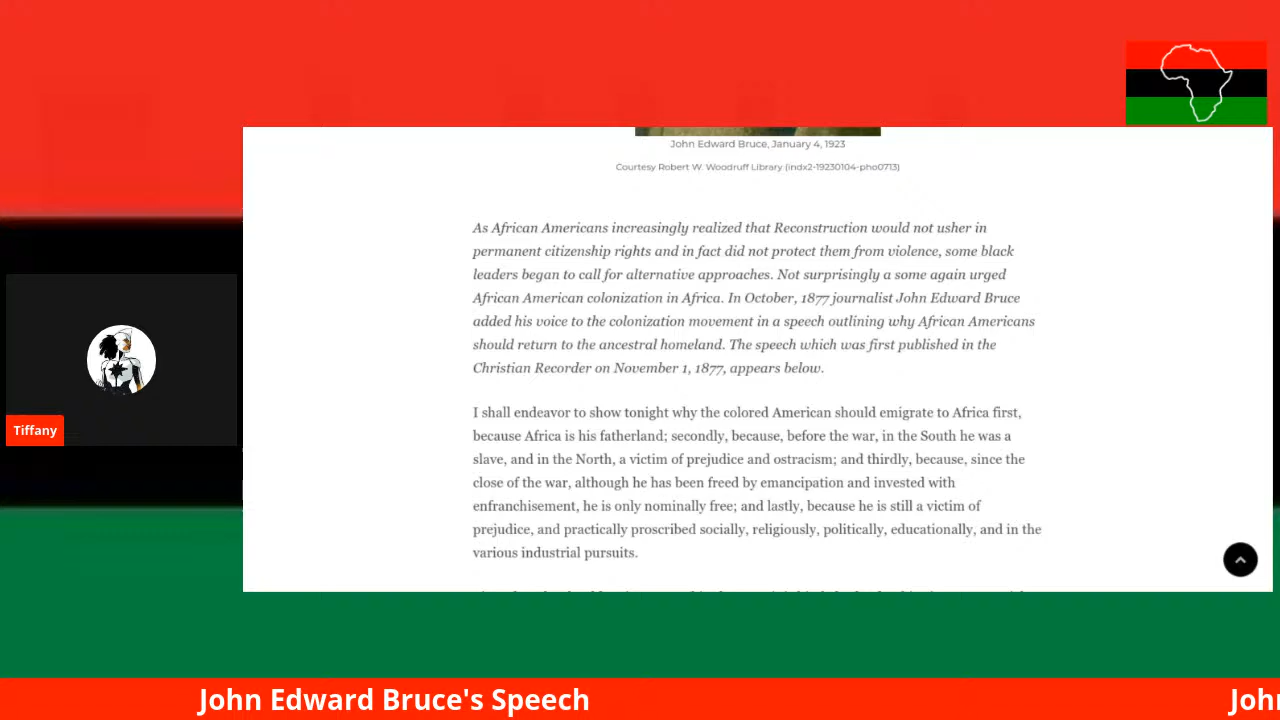 John Edward Bruce, January 4, 1923
Courtesy Robert W. Woodruff Library (indx2-19230104-pho0713)
As African Americans increasingly realized that Reconstruction would not usher in
permanent citizenship rights and in fact did not protect them from violence, some black
leaders began to call for alternative approaches. Not surprisingly a some again urged
African American colonization in Africa. In October, 1877 journalist John Edward Bruce
added his voice to the colonization movement in a speech outlining why African Americans
should return to the ancestral homeland. The speech which was first published in the
Christian Recorder on November 1, 1877, appears below.
I shall endeavor to show tonight why the colored American should emigrate to Africa first,
because Africa is his fatherland; secondly, because, before the war, in the South he was a
slave, and in the North, a victim of prejudice and ostracism; and thirdly, because, since the
close of the war, although he has been freed by emancipation and invested with
enfranchisement, he is only nominally free; and lastly, because he is still a victim of
prejudice, and practically proscribed socially, religiously, politically, educationally, and in the
various industrial pursuits.
Tiffany
John Edward Bruce's Speech
Joh